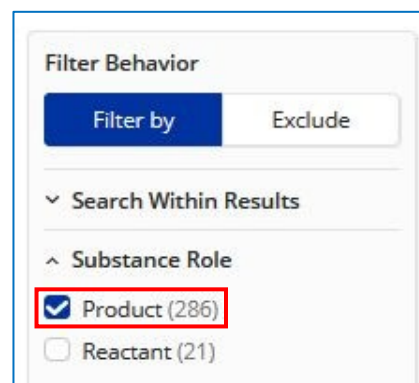 Filter Behavior
Filter by Exclude
Search Within Results
Substance Role
Product (286)
Reactant (21)